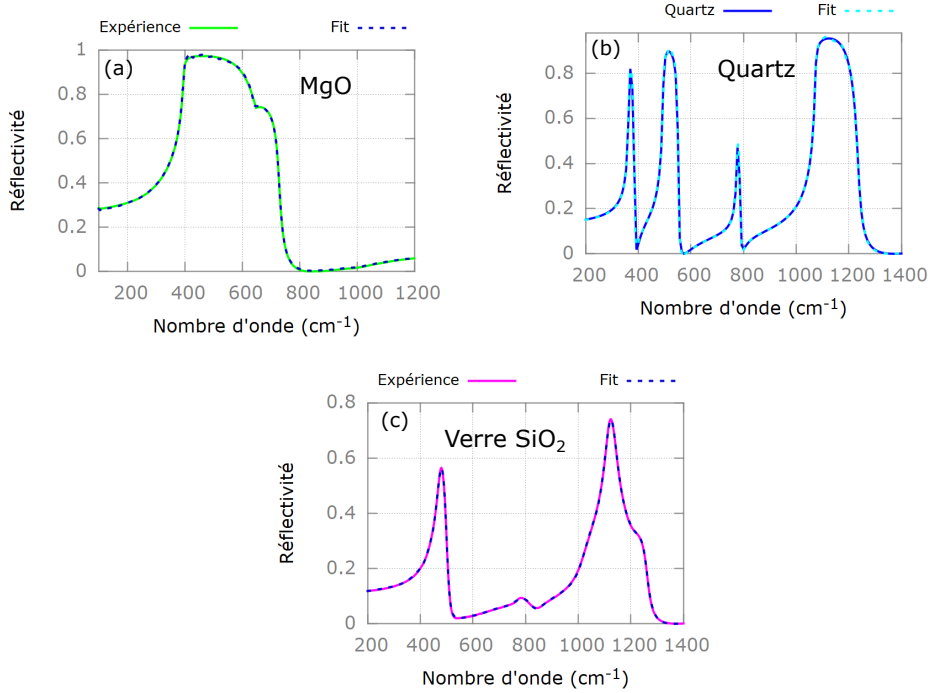 Expérience Fit
(a) MgO
Réflectivité
1
0.8
0.6
0.4
0.2
0
200 400 600 800 1000 1200
Nombre d'onde (cm-1)
Quartz Fit
(b) Quartz
Réflectivité
0.8
0.6
0.4
0.2
0
200 400 600 800 1000 1200 1400
Nombre d'onde (cm-1)
Expérience Fit
(c) Verre SiO2
Réflectivité
0.8
0.6
0.4
0.2
0
200 400 600 800 1000 1200 1400
Nombre d'onde (cm-1)